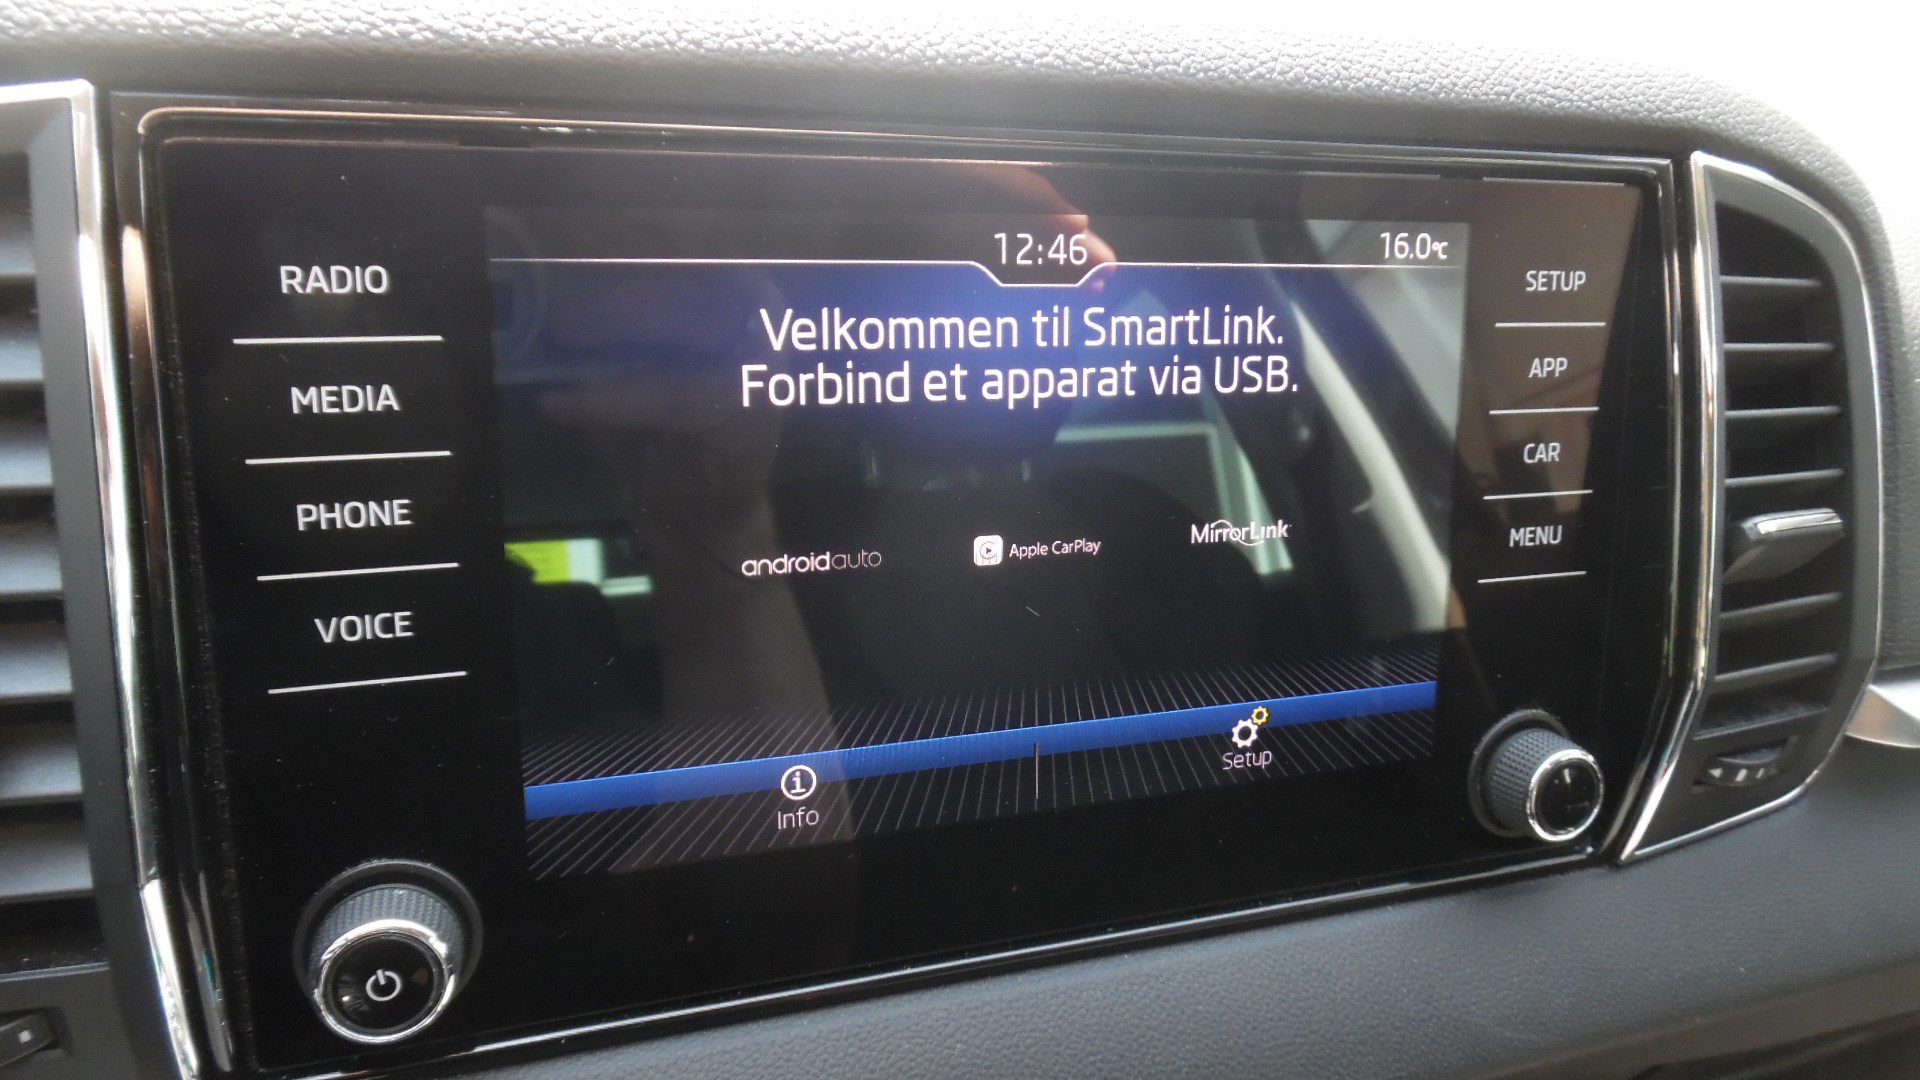 12:46
16.0°C
RADIO
MEDIA
PHONE
VOICE
Velkommen til SmartLink.
Forbind et apparat via USB.
androidauto
Apple CarPlay
MirrorLink
SETUP
APP
CAR
MENU
Info
Setup